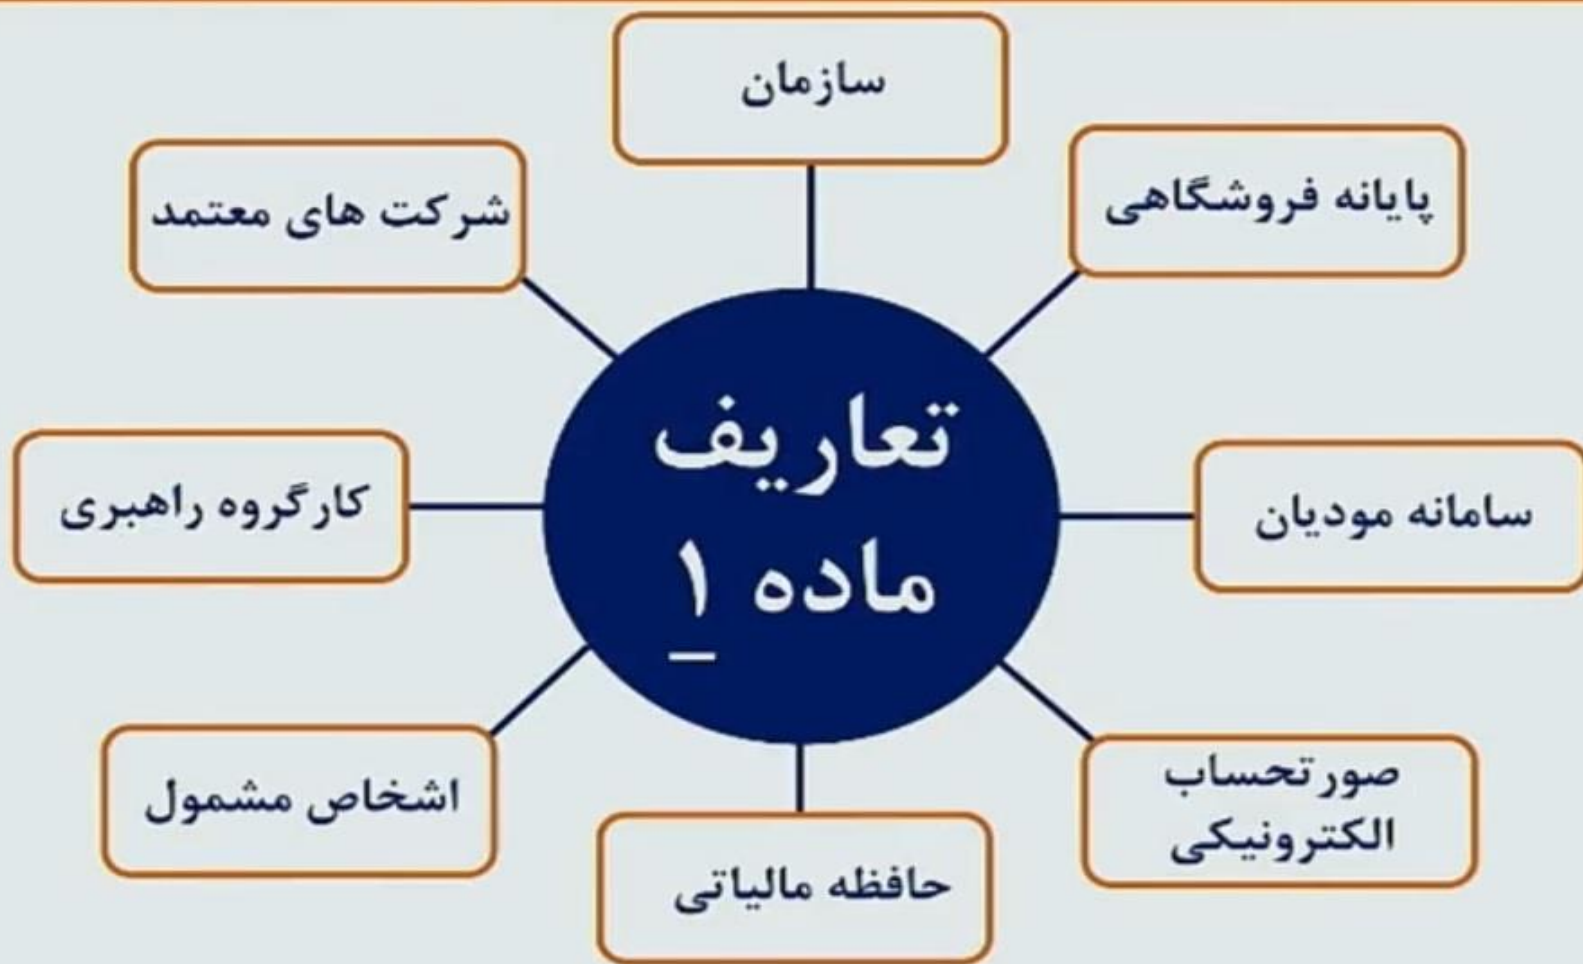 سازمان
پایانه فروشگاهی
شرکت های معتمد
تعاریف
ماده ۱
کارگروه راهبری
سامانه مودیان
اشخاص مشمول
صورتحساب
الکترونیکی
حافظه مالیاتی